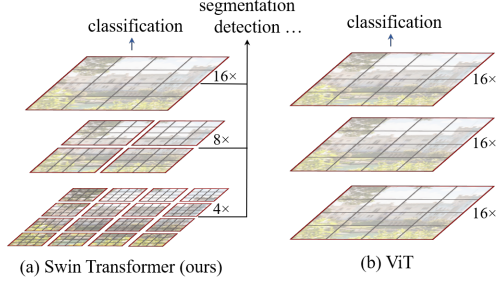 segmentation
classification
detection ...
classification
16×
16×
8×
16×
4×
16×
(a) Swin Transformer (ours)
(b) ViT